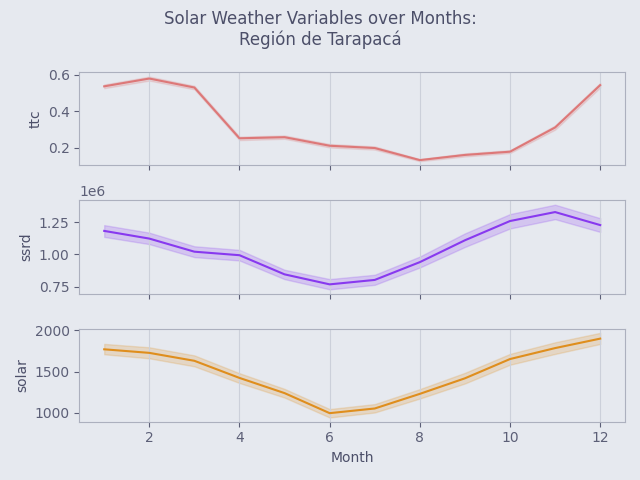 Solar Weather Variables over Months:
Región de Tarapacá
0.6
0.4
0.2
ttc
1e6
1.25
1.00
0.75
ssrd
2000
1500
1000
solar
2 4 6 8 10 12
Month